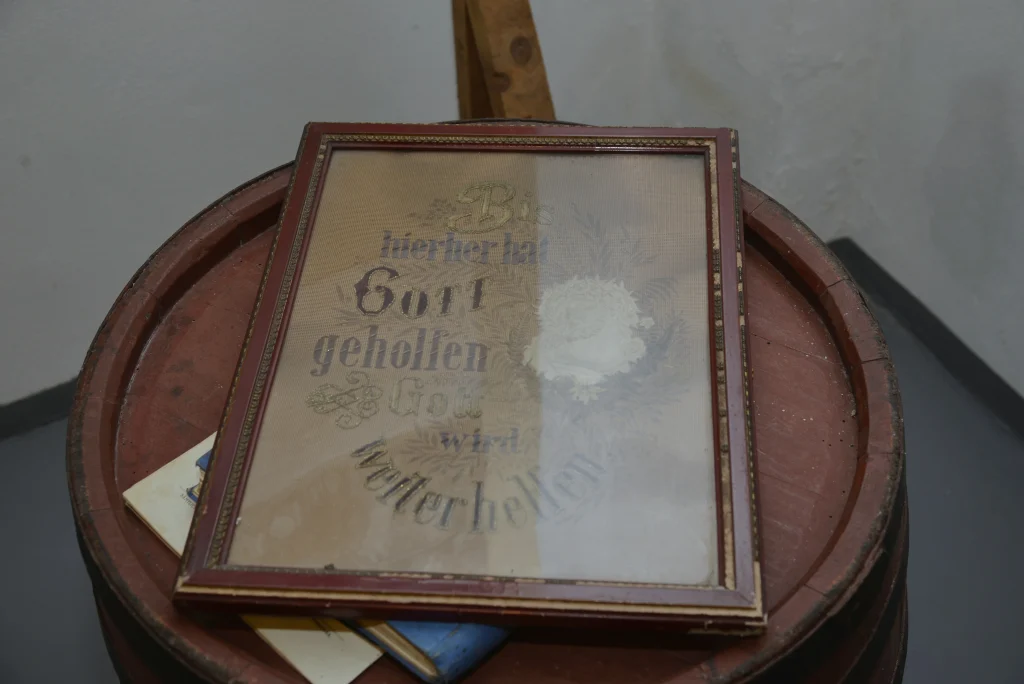 Bis
hierher hat
Gott
geholfen
Gott
wird
weiterhelfen